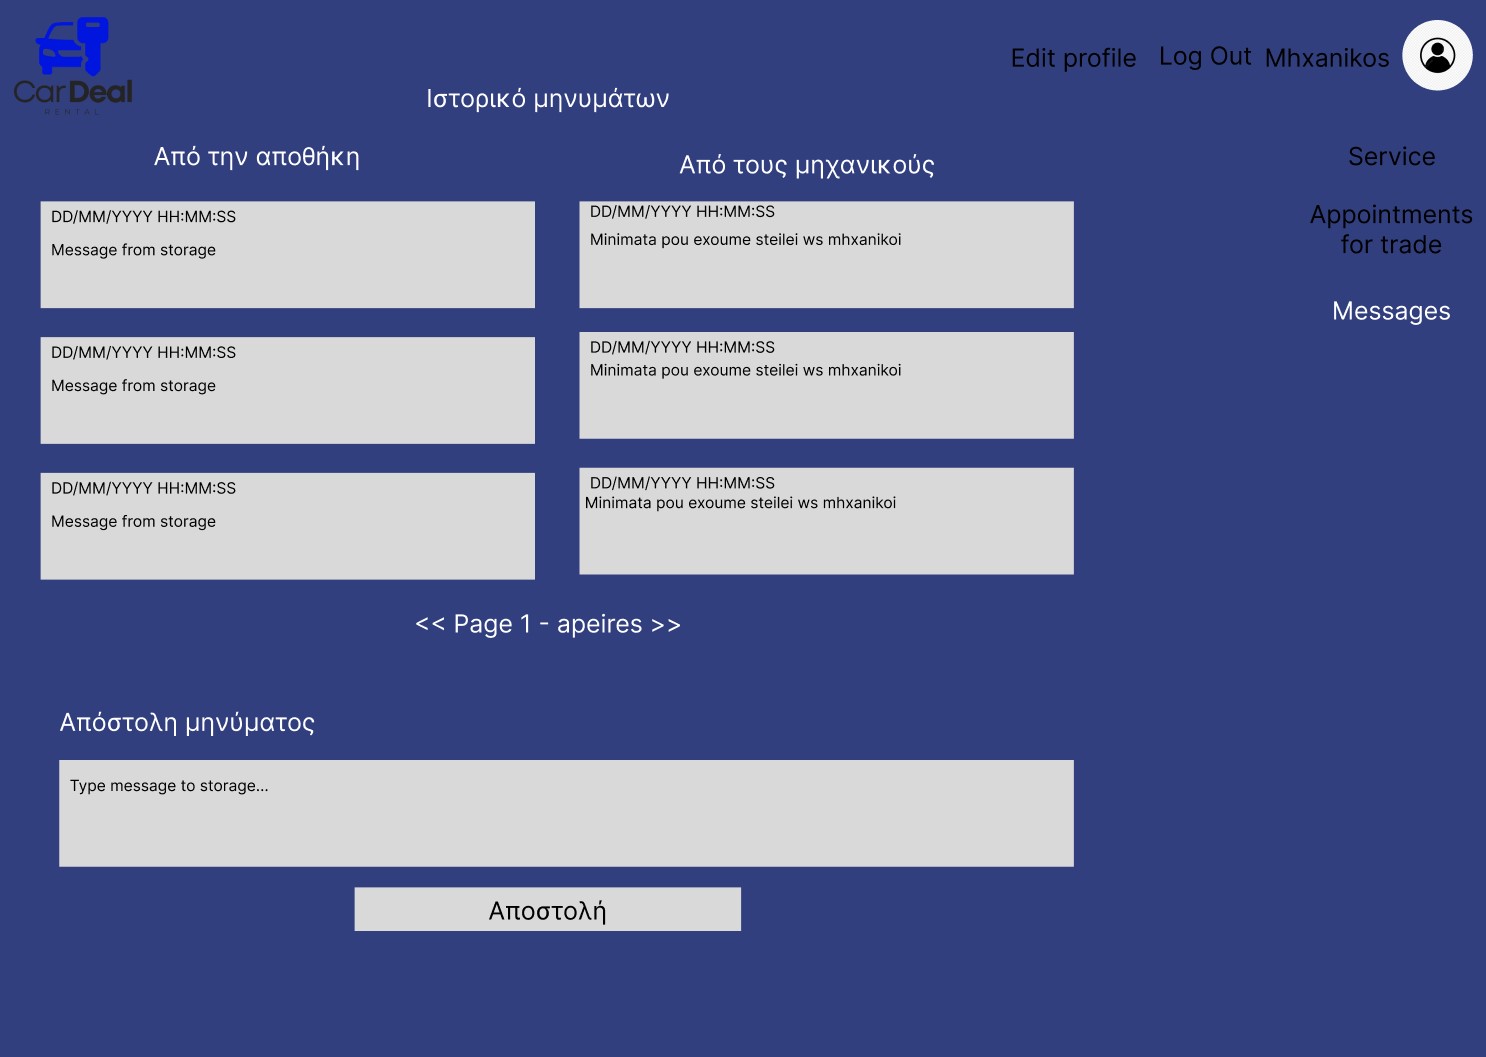 CarDeal
RENTAL
Edit profile
Log Out
Mhxanikos
Ιστορικό μηνυμάτων
Από την αποθήκη
DD/MM/YYYY HH:MM:SS
Message from storage
DD/MM/YYYY HH:MM:SS
Message from storage
DD/MM/YYYY HH:MM:SS
Message from storage
Από τους μηχανικούς
DD/MM/YYYY HH:MM:SS
Minimata pou exoume steilei ws mhxanikoi
DD/MM/YYYY HH:MM:SS
Minimata pou exoume steilei ws mhxanikoi
DD/MM/YYYY HH:MM:SS
Minimata pou exoume steilei ws mhxanikoi
<< Page 1 - apeires >>
Απόστολη μηνύματος
Type message to storage...
Αποστολή
Service
Appointments
for trade
Messages